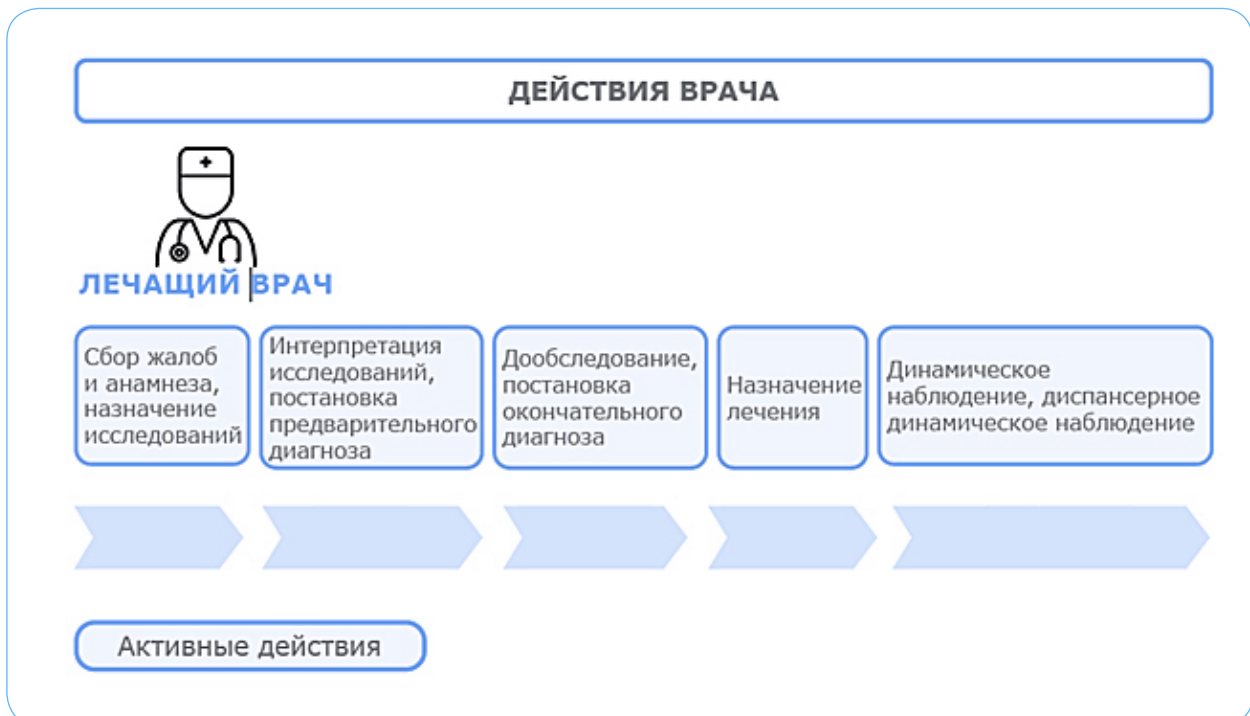 ДЕЙСТВИЯ ВРАЧА
ЛЕЧАЩИЙ ВРАЧ
Сбор жалоб
и анамнеза,
назначение
исследований
Интерпретация
исследований,
постановка
предварительного
диагноза
Дообследование,
постановка
окончательного
диагноза
Назначение
лечения
Динамическое
наблюдение, диспансерное
динамическое наблюдение
Активные действия